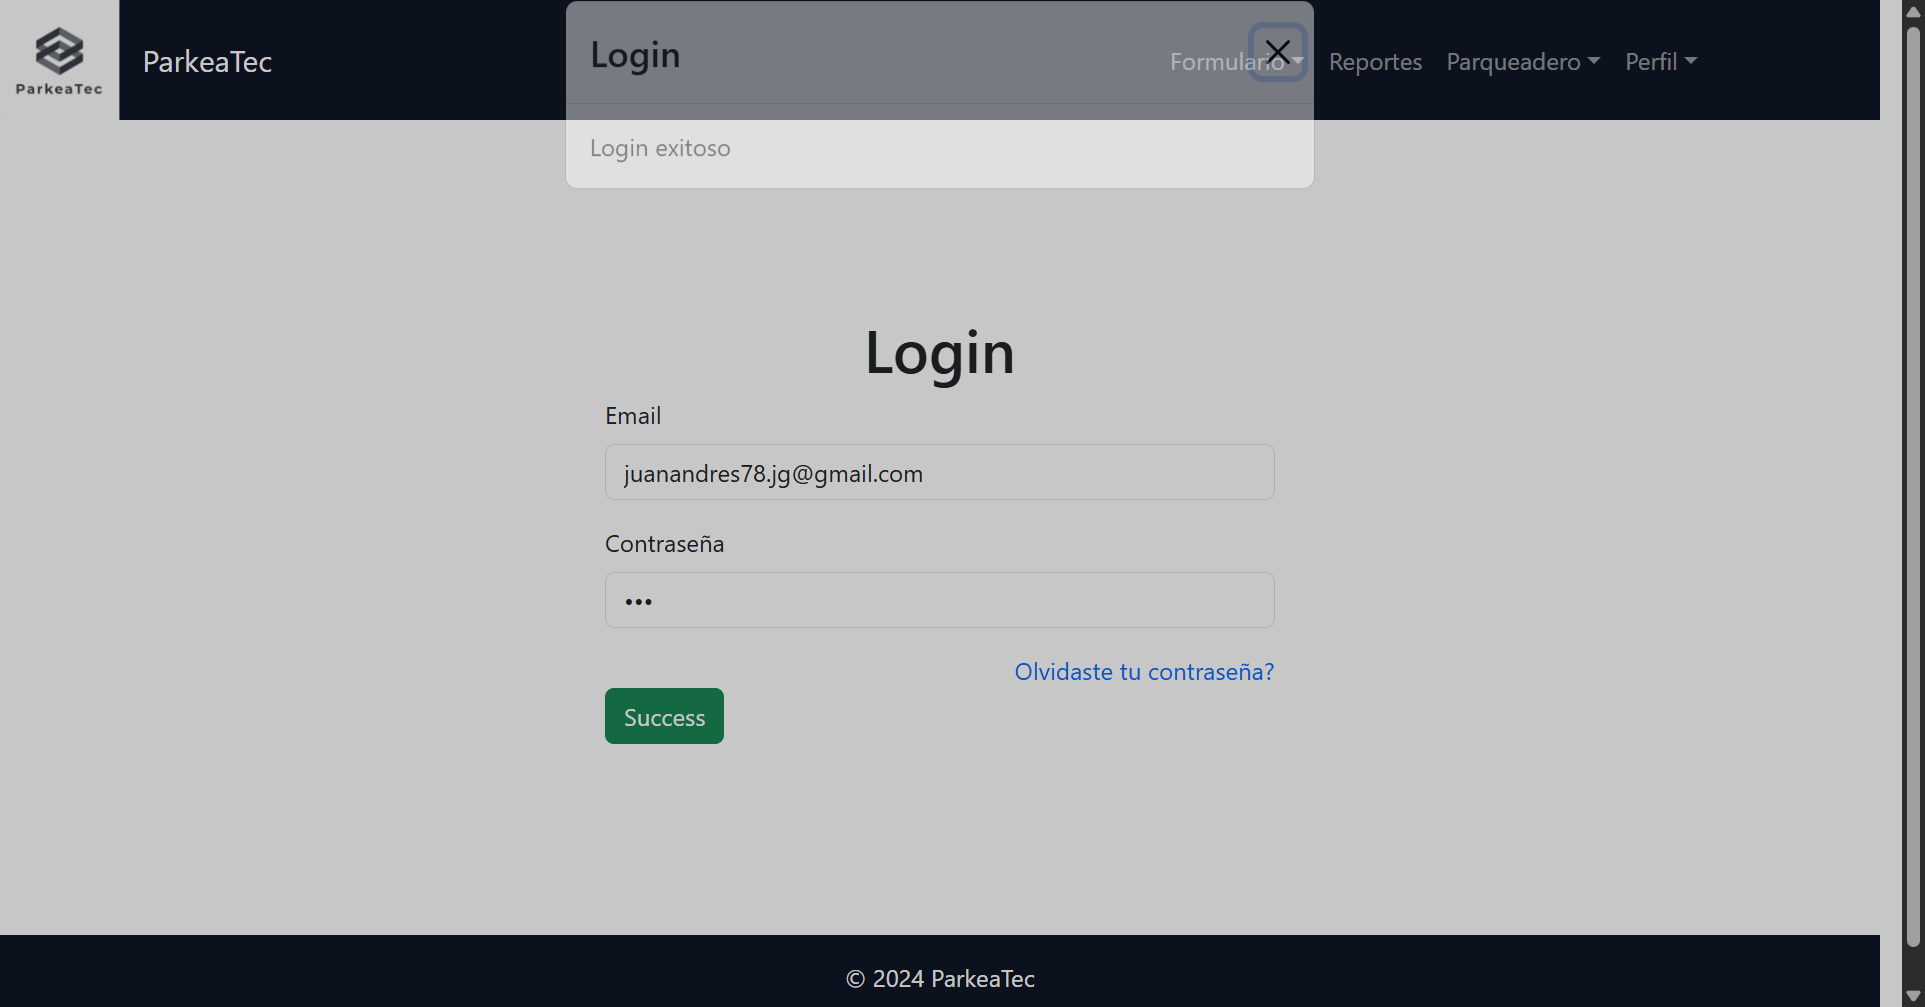 ParkeaTec
ParkeaTec
Login
Formulario Reportes Parqueadero Perfil
Login exitoso
Login
Email
juanandres78.jg@gmail.com
Contraseña
•••
Olvidaste tu contraseña?
Success
© 2024 ParkeaTec